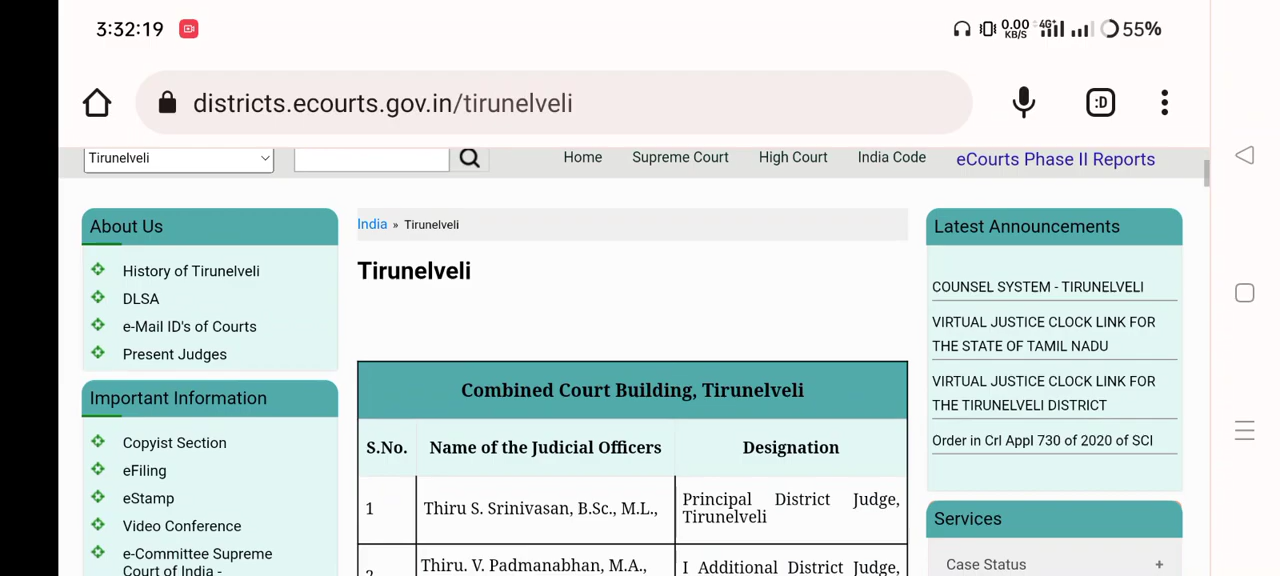 3:32:19
0.00 KB/S 4G+ 55%
districts.ecourts.gov.in/tirunelveli
:D
Tirunelveli
Home Supreme Court High Court India Code eCourts Phase II Reports
About Us
History of Tirunelveli
DLSA
e-Mail ID's of Courts
Present Judges
Important Information
Copyist Section
eFiling
eStamp
Video Conference
e-Committee Supreme
Court of India -
India » Tirunelveli
Tirunelveli
Combined Court Building, Tirunelveli
S.No. Name of the Judicial Officers Designation
1 Thiru S. Srinivasan, B.Sc., M.L., Principal District Judge,
Tirunelveli
2 Thiru. V. Padmanabhan, M.A., I Additional District Judge,
Latest Announcements
COUNSEL SYSTEM - TIRUNELVELI
VIRTUAL JUSTICE CLOCK LINK FOR
THE STATE OF TAMIL NADU
VIRTUAL JUSTICE CLOCK LINK FOR
THE TIRUNELVELI DISTRICT
Order in Crl Appl 730 of 2020 of SCI
Services
Case Status +